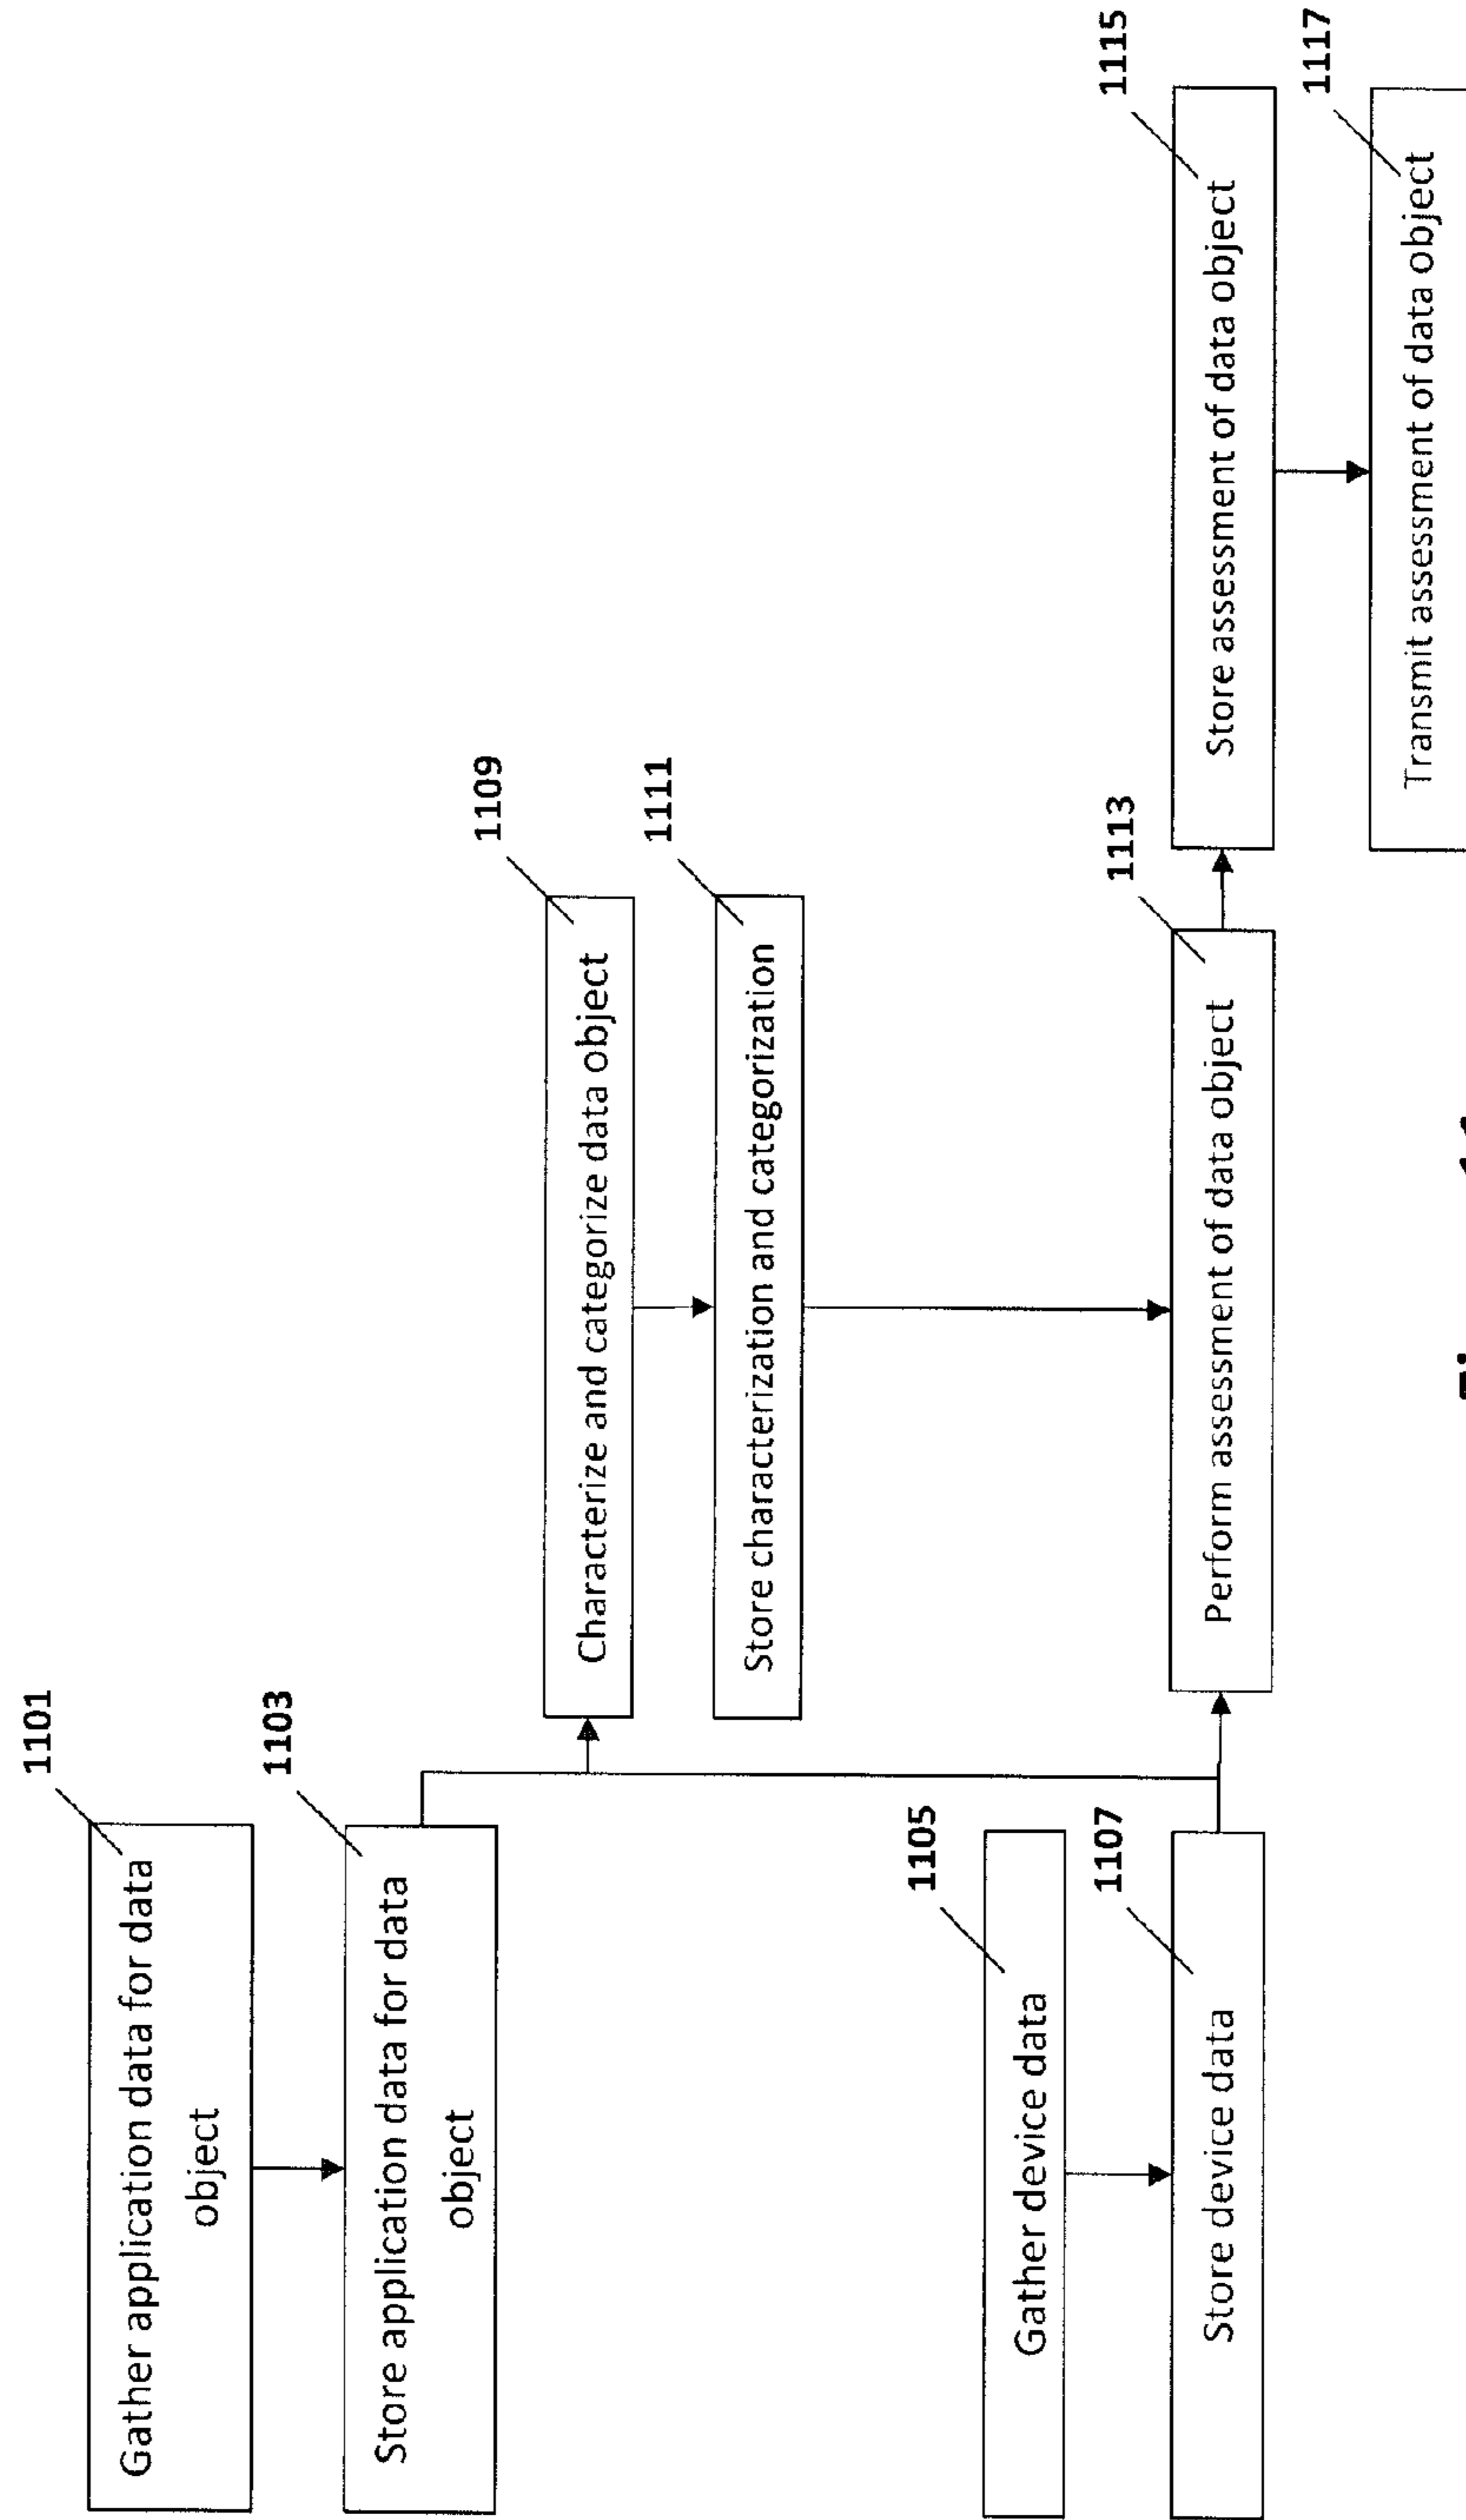 1101
Gather application data for data
object
1103
Store application data for data
object
1105
Gather device data
1107
Store device data
1109
Characterize and categorize data object
1111
Store characterization and categorization
1113
Perform assessment of data object
1115
Store assessment of data object
1117
Transmit assessment of data object